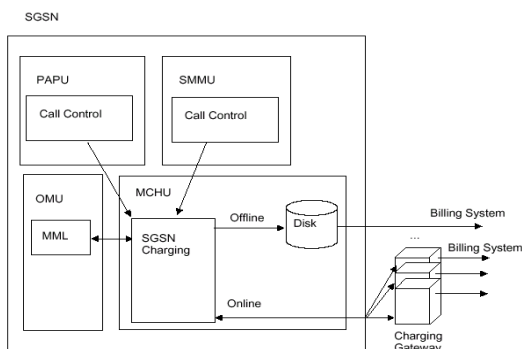 SGSN
PAPU
Call Control
SMMU
Call Control
OMU
MML
MCHU
SGSN
Charging
Offline
Disk
Online
Billing System
...
Billing System
Charging
Gateway